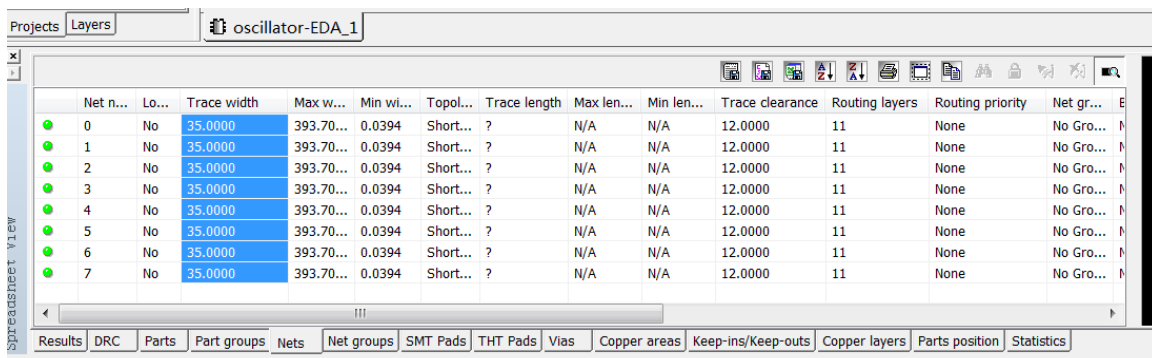 Projects Layers oscillator-EDA_1
Net n... Lo... Trace width Max w... Min wi... Topol... Trace length Max len... Min len... Trace clearance Routing layers Routing priority Net gr... E
0 No 35.0000 393.70... 0.0394 Short... ? N/A N/A 12.0000 11 None No Gro... N
1 No 35.0000 393.70... 0.0394 Short... ? N/A N/A 12.0000 11 None No Gro... N
2 No 35.0000 393.70... 0.0394 Short... ? N/A N/A 12.0000 11 None No Gro... N
3 No 35.0000 393.70... 0.0394 Short... ? N/A N/A 12.0000 11 None No Gro... N
4 No 35.0000 393.70... 0.0394 Short... ? N/A N/A 12.0000 11 None No Gro... N
5 No 35.0000 393.70... 0.0394 Short... ? N/A N/A 12.0000 11 None No Gro... N
6 No 35.0000 393.70... 0.0394 Short... ? N/A N/A 12.0000 11 None No Gro... N
7 No 35.0000 393.70... 0.0394 Short... ? N/A N/A 12.0000 11 None No Gro... N
Spreadsheet View
Results DRC Parts Part groups Nets Net groups SMT Pads THT Pads Vias Copper areas Keep-ins/Keep-outs Copper layers Parts position Statistics